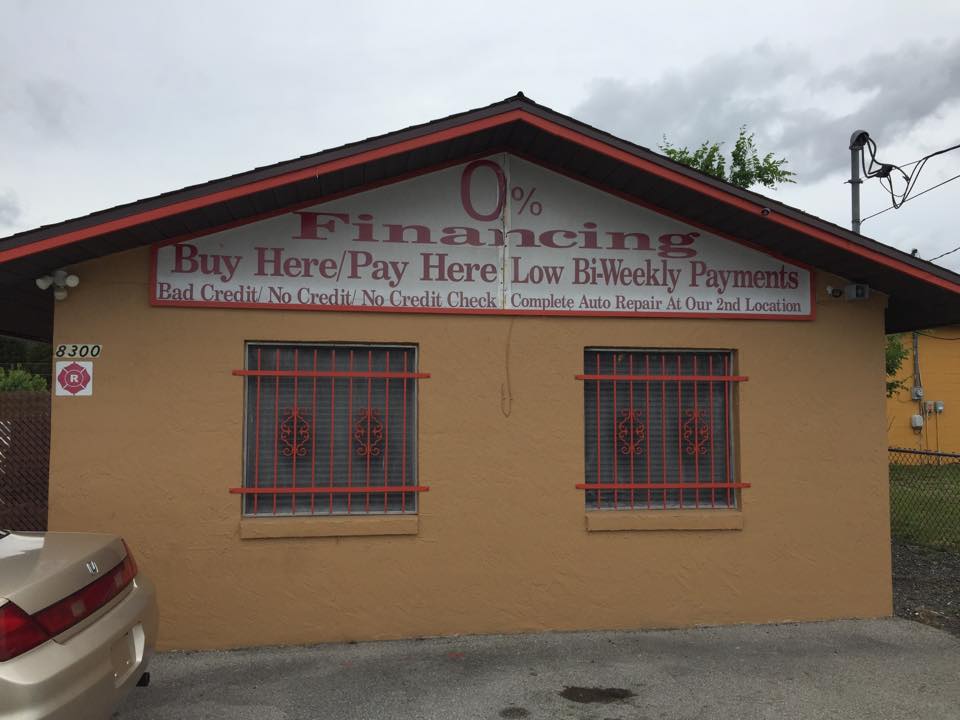 0%
Financing
Buy Here/Pay Here Low Bi-Weekly Payments
Bad Credit/ No Credit/ No Credit Check Complete Auto Repair At Our 2nd Location
8300
R